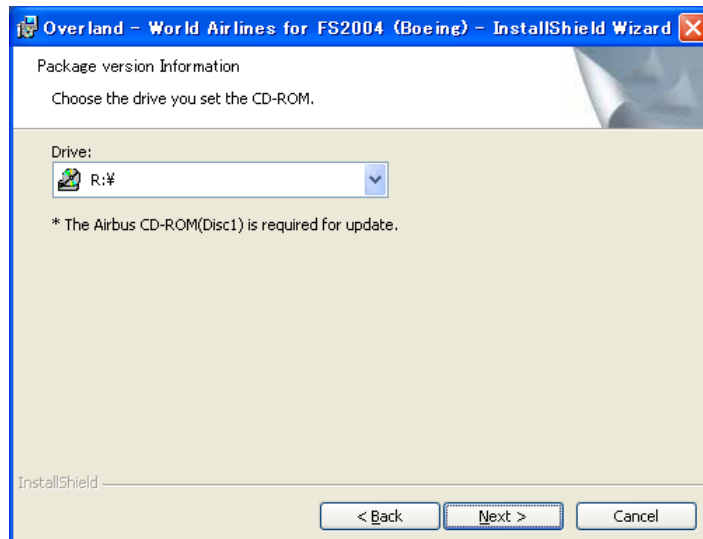 Overland - World Airlines for FS2004 (Boeing) - InstallShield Wizard
Package version Information
Choose the drive you set the CD-ROM.
Drive:
R:¥
* The Airbus CD-ROM(Disc1) is required for update.
InstallShield
< Back
Next >
Cancel